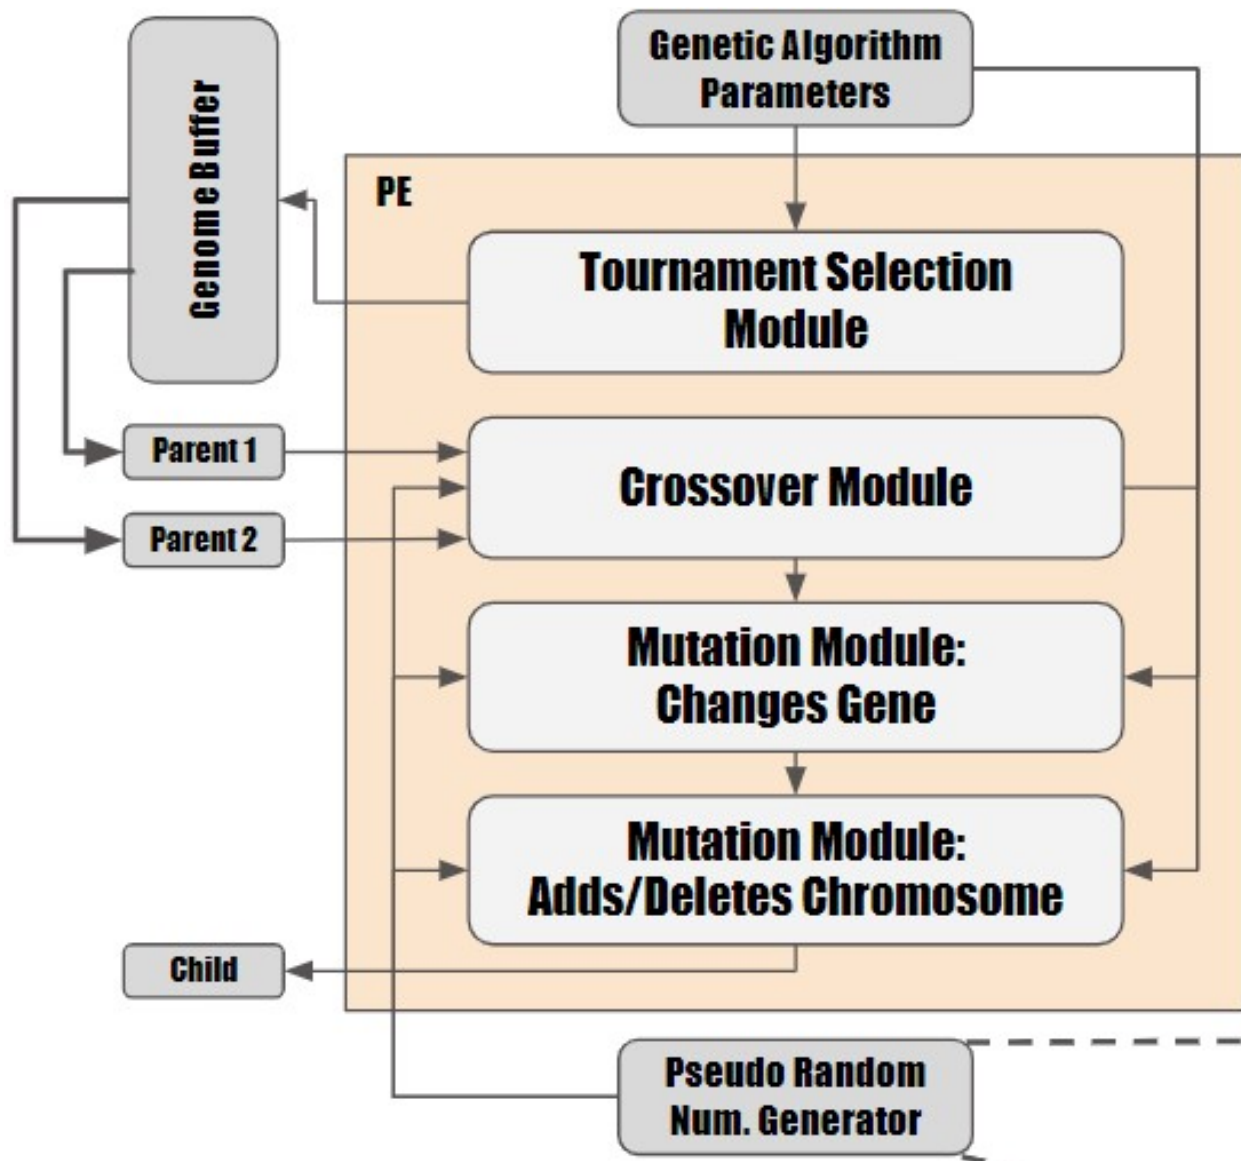 Genetic Algorithm
Parameters
Genome Buffer
PE
Tournament Selection
Module
Parent 1
Crossover Module
Parent 2
Mutation Module:
Changes Gene
Mutation Module:
Adds/Deletes Chromosome
Child
Pseudo Random
Num. Generator